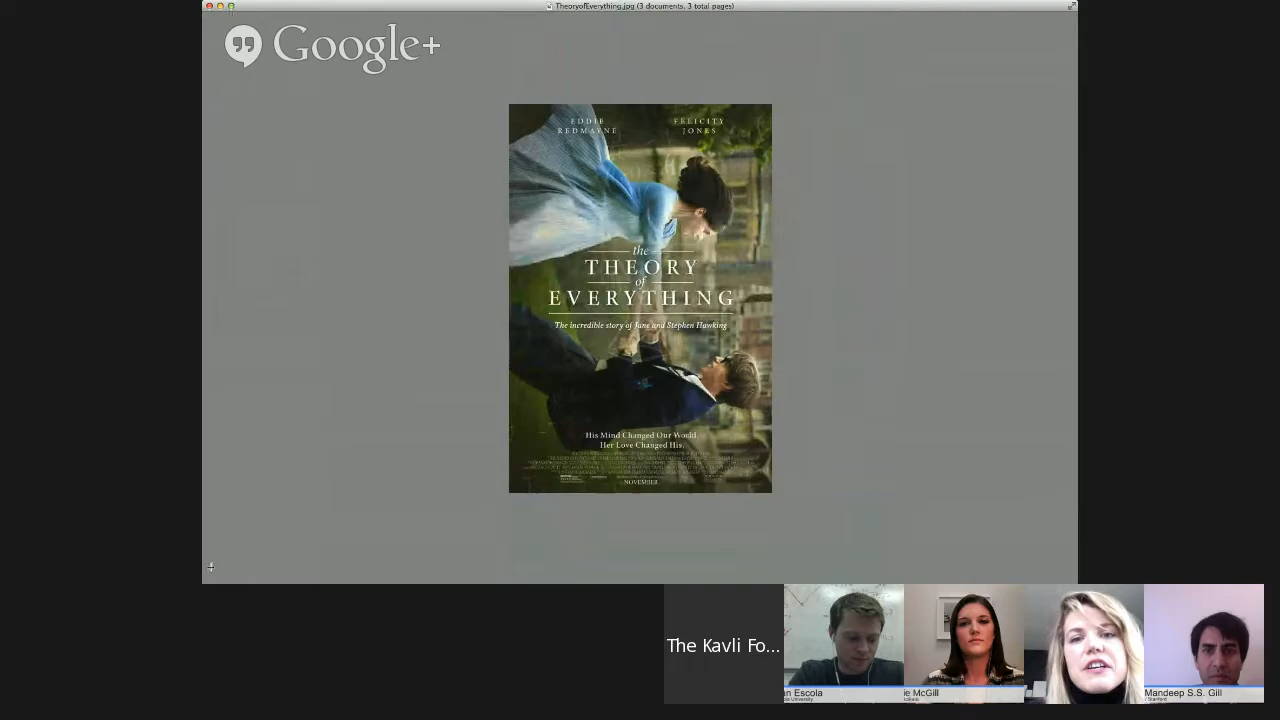 TheoryofEverything.jpg (3 documents, 3 total pages)
Google+
EDDIE
REDMAYNE
FELICITY
JONES
the
THEORY
of
EVERYTHING
The incredible story of Jane and Stephen Hawking
His Mind Changed Our World.
Her Love Changed His.
NOVEMBER
The Kavli Fo...
n Escola
ie McGill
Mandeep S.S. Gill
Stanford